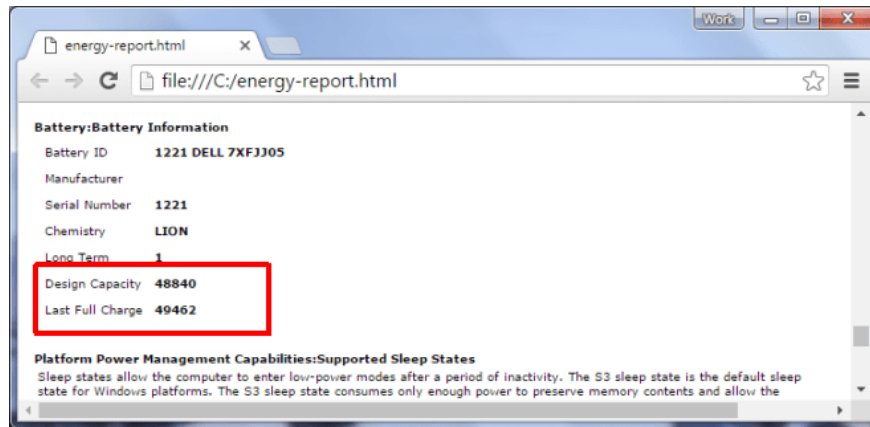 Work
energy-report.html
file:///C:/energy-report.html
Battery:Battery Information
Battery ID 1221 DELL 7XFJJ05
Manufacturer
Serial Number 1221
Chemistry LION
Long Term 1
Design Capacity 48840
Last Full Charge 49462
Platform Power Management Capabilities:Supported Sleep States
Sleep states allow the computer to enter low-power modes after a period of inactivity. The S3 sleep state is the default sleep
state for Windows platforms. The S3 sleep state consumes only enough power to preserve memory contents and allow the